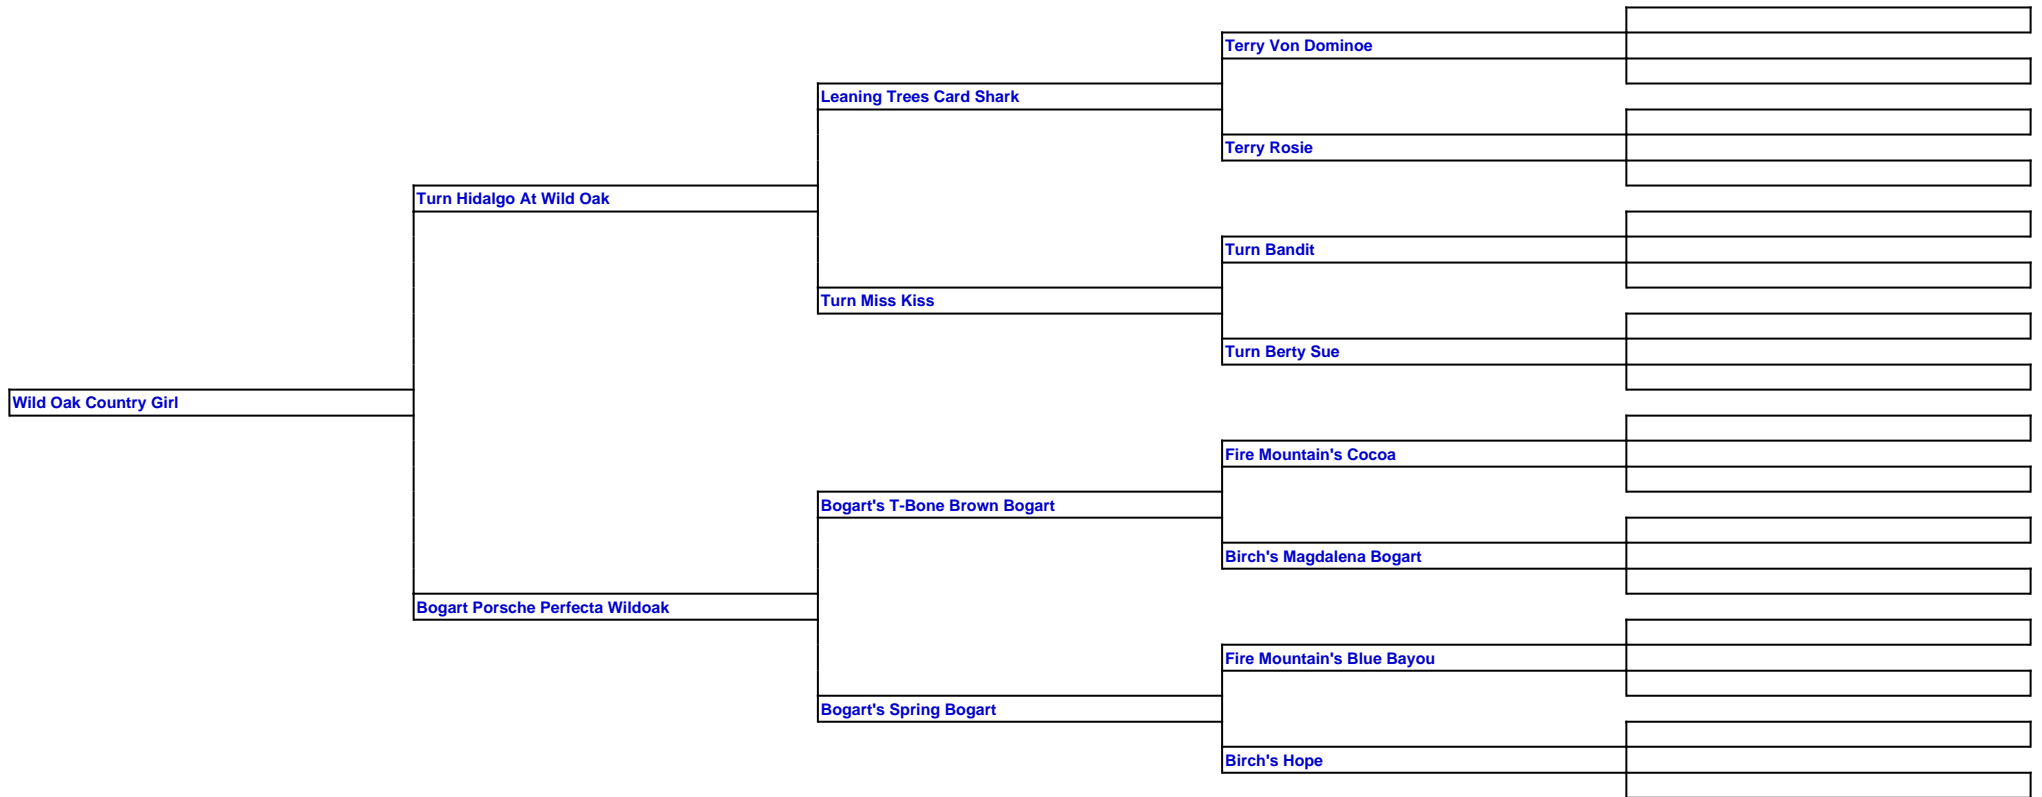 Terry Von Dominoe
Leaning Trees Card Shark
Terry Rosie
Turn Hidalgo At Wild Oak
Turn Bandit
Turn Miss Kiss
Turn Berty Sue
Wild Oak Country Girl
Fire Mountain's Cocoa
Bogart's T-Bone Brown Bogart
Birch's Magdalena Bogart
Bogart Porsche Perfecta Wildoak
Fire Mountain's Blue Bayou
Bogart's Spring Bogart
Birch's Hope